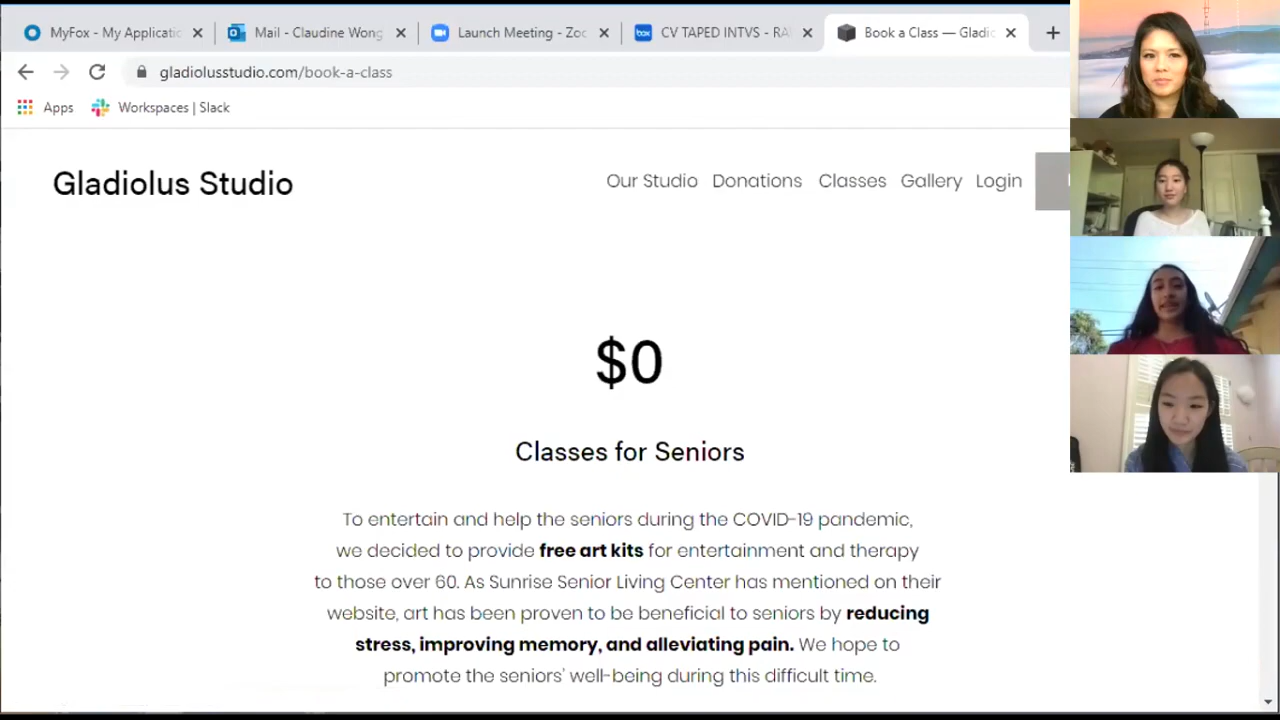 MyFox - My Applicatio
Mail - Claudine Wong
Launch Meeting - Zoo
CV TAPED INTVS - RA
Book a Class — Gladio
gladiolusstudio.com/book-a-class
Apps
Workspaces | Slack
Gladiolus Studio
Our Studio Donations Classes Gallery Login
$0
Classes for Seniors
To entertain and help the seniors during the COVID-19 pandemic,
we decided to provide free art kits for entertainment and therapy
to those over 60. As Sunrise Senior Living Center has mentioned on their
website, art has been proven to be beneficial to seniors by reducing
stress, improving memory, and alleviating pain. We hope to
promote the seniors' well-being during this difficult time.